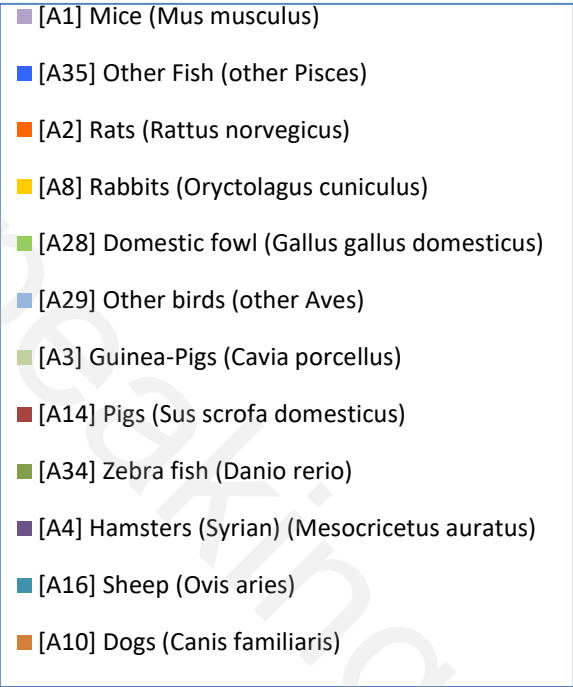 [A1] Mice (Mus musculus)
[A35] Other Fish (other Pisces)
[A2] Rats (Rattus norvegicus)
[A8] Rabbits (Oryctolagus cuniculus)
[A28] Domestic fowl (Gallus gallus domesticus)
[A29] Other birds (other Aves)
[A3] Guinea-Pigs (Cavia porcellus)
[A14] Pigs (Sus scrofa domesticus)
[A34] Zebra fish (Danio rerio)
[A4] Hamsters (Syrian) (Mesocricetus auratus)
[A16] Sheep (Ovis aries)
[A10] Dogs (Canis familiaris)